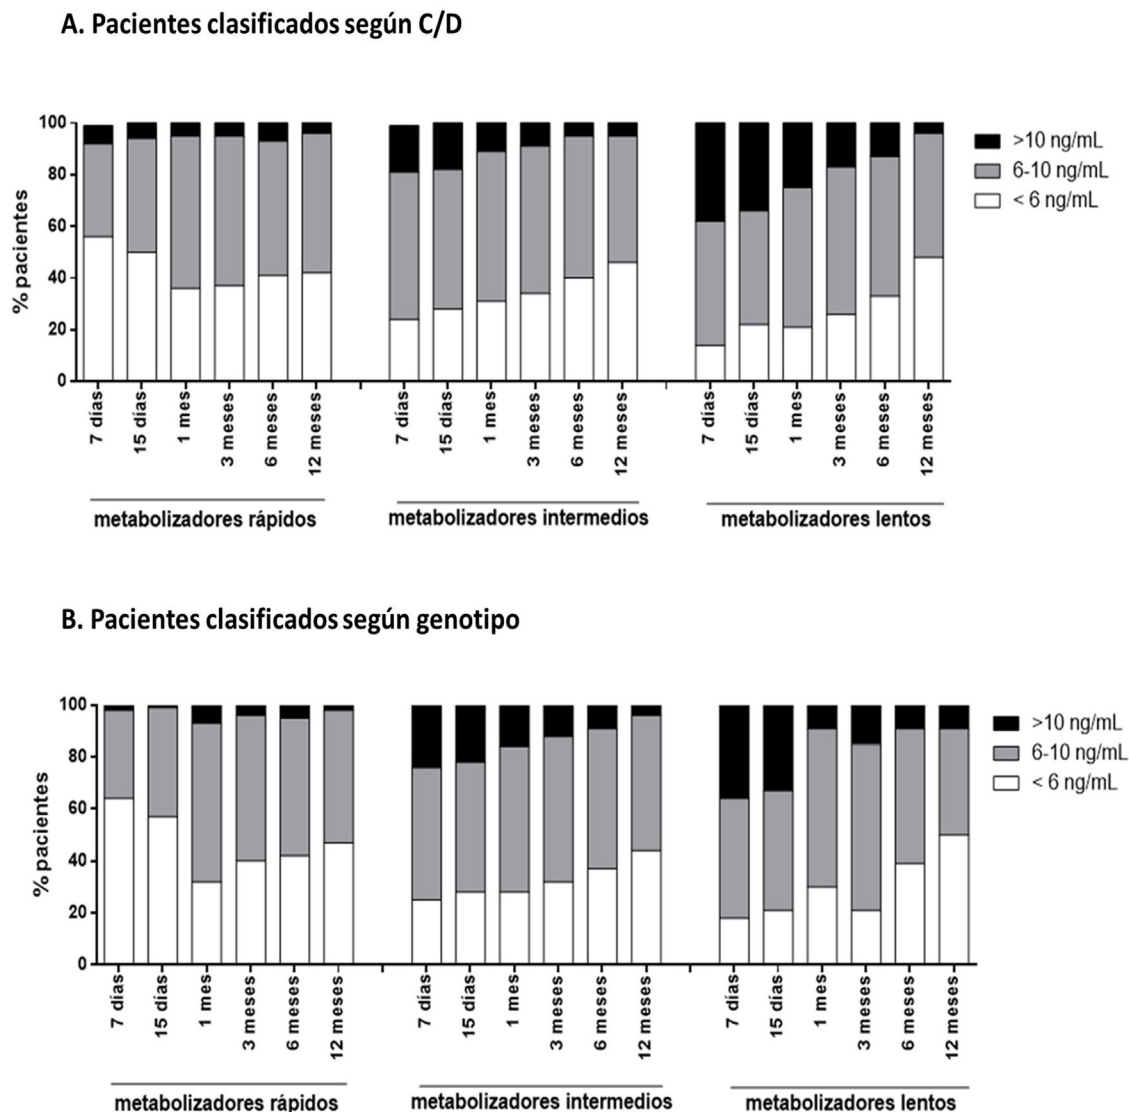 A. Pacientes clasificados según C/D
% pacientes
100
80
60
40
20
0
>10 ng/mL
6-10 ng/mL
< 6 ng/mL
7 días
15 días
1 mes
3 meses
6 meses
12 meses
7 días
15 días
1 mes
3 meses
6 meses
12 meses
7 días
15 días
1 mes
3 meses
6 meses
12 meses
metabolizadores rápidos
metabolizadores intermedios
metabolizadores lentos
B. Pacientes clasificados según genotipo
% pacientes
100
80
60
40
20
0
>10 ng/mL
6-10 ng/mL
< 6 ng/mL
7 días
15 días
1 mes
3 meses
6 meses
12 meses
7 días
15 días
1 mes
3 meses
6 meses
12 meses
7 días
15 días
1 mes
3 meses
6 meses
12 meses
metabolizadores rápidos
metabolizadores intermedios
metabolizadores lentos